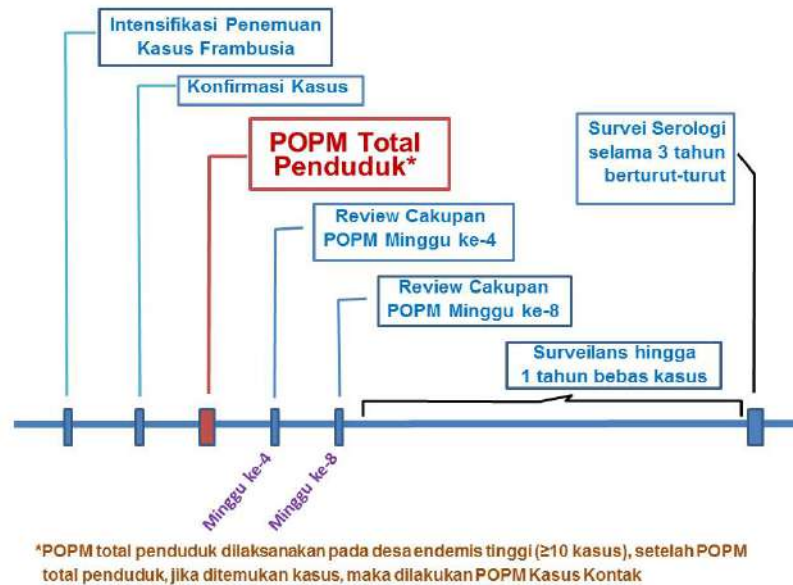 Intensifikasi Penemuan
Kasus Frambusia
Konfirmasi Kasus
POPM Total
Penduduk*
Survei Serologi
selama 3 tahun
berturut-turut
Review Cakupan
POPM Minggu ke-4
Review Cakupan
POPM Minggu ke-8
Surveilans hingga
1 tahun bebas kasus
Minggu ke-4
Minggu ke-8
*POPM total penduduk dilaksanakan pada desa endemis tinggi (≥10 kasus), setelah POPM
total penduduk, jika ditemukan kasus, maka dilakukan POPM Kasus Kontak